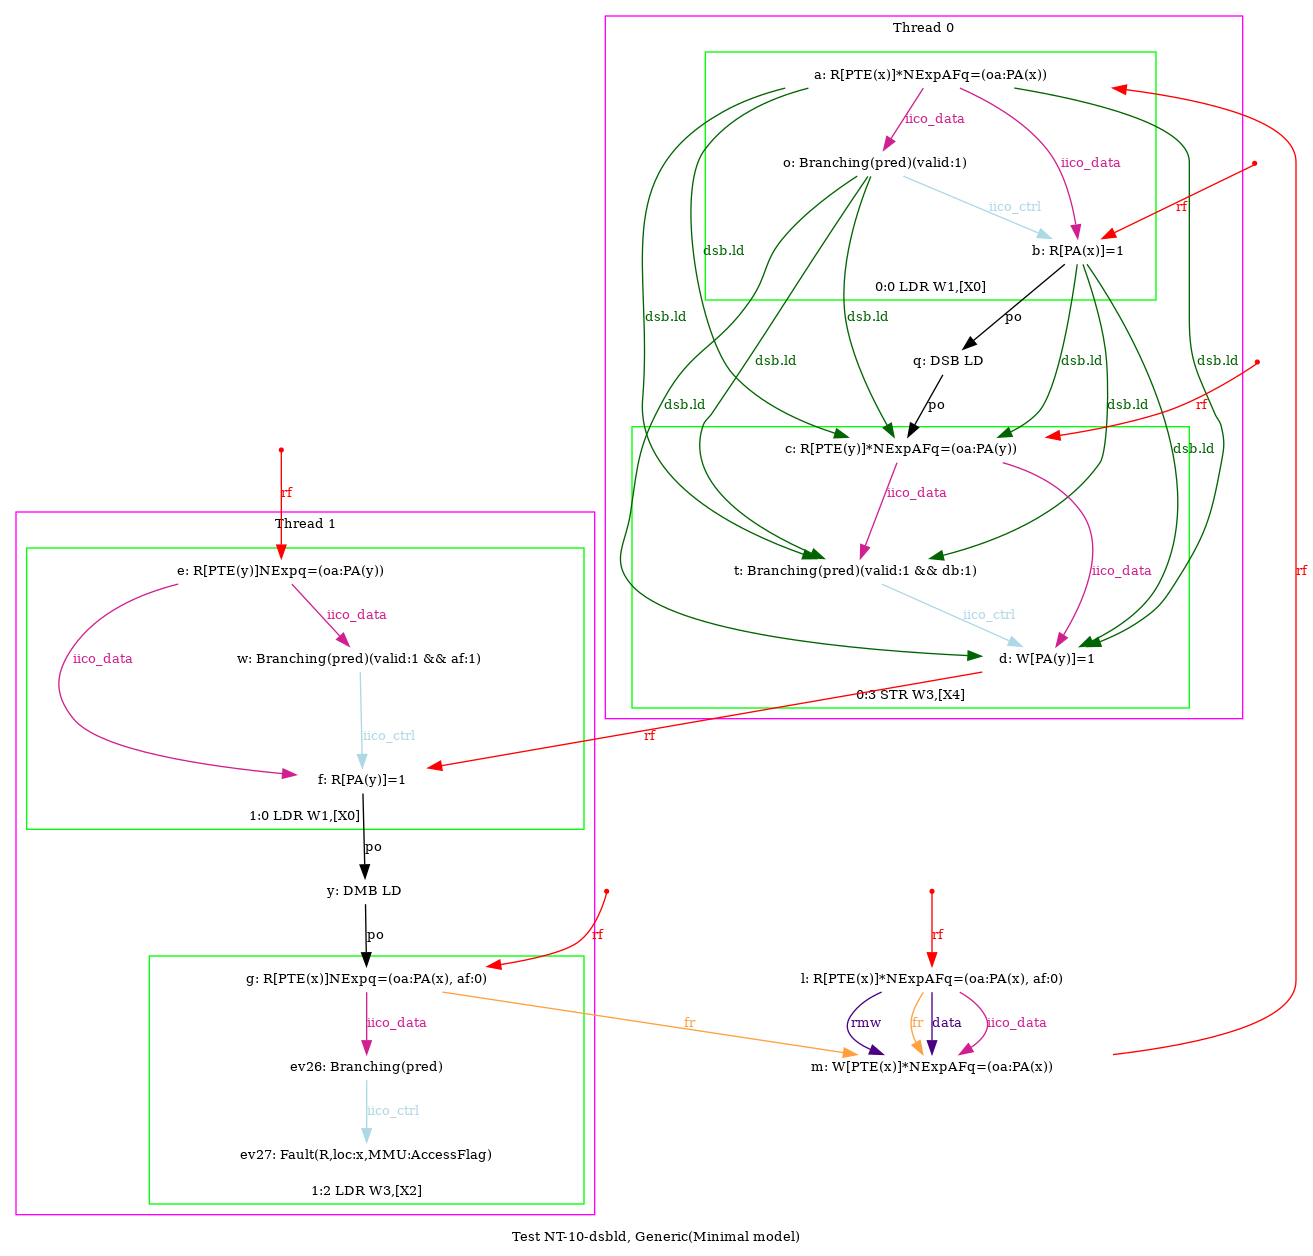 Thread 0
a: R[PTE(x)]*NExpAFq=(oa:PA(x))
iico_data
o: Branching(pred)(valid:1)
iico_data
iico_ctrl
rf
dsb.ld
b: R[PA(x)]=1
0:0 LDR W1,[X0]
dsb.ld
dsb.ld
po
q: DSB LD
dsb.ld
dsb.ld
dsb.ld
dsb.ld
po
dsb.ld
rf
dsb.ld
c: R[PTE(y)]*NExpAFq=(oa:PA(y))
iico_data
rf
Thread 1
e: R[PTE(y)]NExpq=(oa:PA(y))
t: Branching(pred)(valid:1 && db:1)
iico_data
rf
iico_data
iico_ctrl
iico_data
w: Branching(pred)(valid:1 && af:1)
d: W[PA(y)]=1
0:3 STR W3,[X4]
iico_ctrl
rf
f: R[PA(y)]=1
1:0 LDR W1,[X0]
po
y: DMB LD
po
rf
rf
g: R[PTE(x)]NExpq=(oa:PA(x), af:0)
l: R[PTE(x)]*NExpAFq=(oa:PA(x), af:0)
iico_data
fr
rmw
fr
data
iico_data
ev26: Branching(pred)
m: W[PTE(x)]*NExpAFq=(oa:PA(x))
iico_ctrl
ev27: Fault(R,loc:x,MMU:AccessFlag)
1:2 LDR W3,[X2]
Test NT-10-dsbld, Generic(Minimal model)